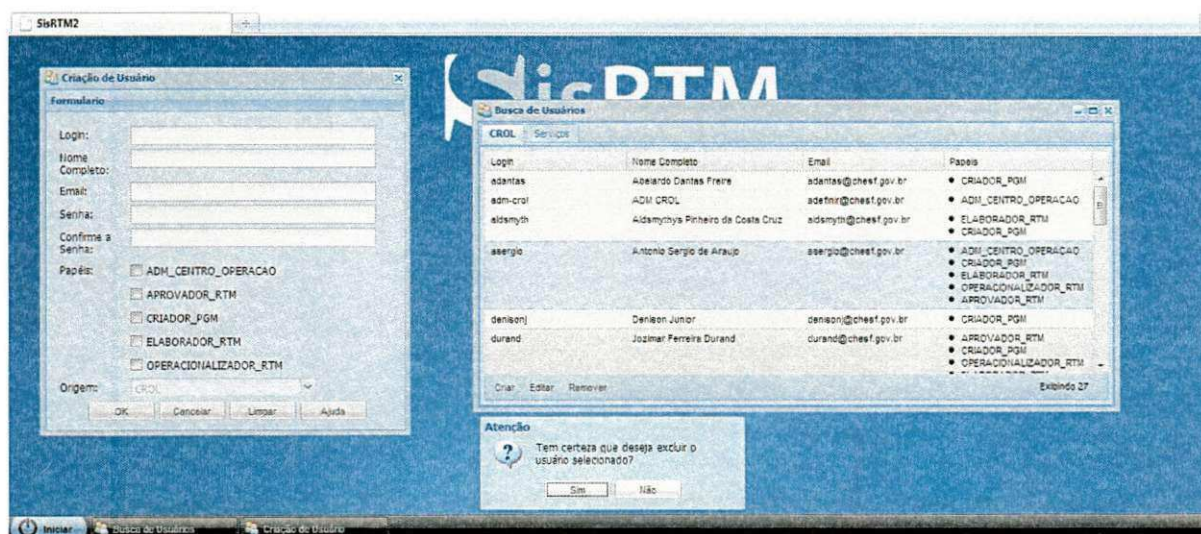 SisRTM2
SisRTM
Criação de Usuário
Formulario
Login:
Nome
Completo:
Email:
Senha:
Confirme a
Senha:
Papéis:
ADM_CENTRO_OPERACAO
APROVADOR_RTM
CRIADOR_PGM
ELABORADOR_RTM
OPERACIONALIZADOR_RTM
Origem: CROL
OK Cancelar Limpar Ajuda
Busca de Usuários
CROL Serviços
Login Nome Completo Email Papeis
adantas Abelardo Dantas Freire adantas@chesf.gov.br • CRIADOR_PGM
adm-crol ADM CROL adefinir@chesf.gov.br • ADM_CENTRO_OPERACAO
aldsmyth Aldsmythys Pinheiro da Costa Cruz aldsmyth@chesf.gov.br • ELABORADOR_RTM
• CRIADOR_PGM
asergio Antonio Sergio de Araujo asergio@chesf.gov.br • ADM_CENTRO_OPERACAO
• CRIADOR_PGM
• ELABORADOR_RTM
• OPERACIONALIZADOR_RTM
• APROVADOR_RTM
denisonj Denison Junior denisonj@chesf.gov.br • CRIADOR_PGM
durand Jozimar Ferreira Durand durand@chesf.gov.br • APROVADOR_RTM
• CRIADOR_PGM
• OPERACIONALIZADOR_RTM
Criar Editar Remover Exibindo 27
Atenção
Tem certeza que deseja excluir o
usuário selecionado?
Sim Não
Iniciar Busca de Usuários Criação de Usuário